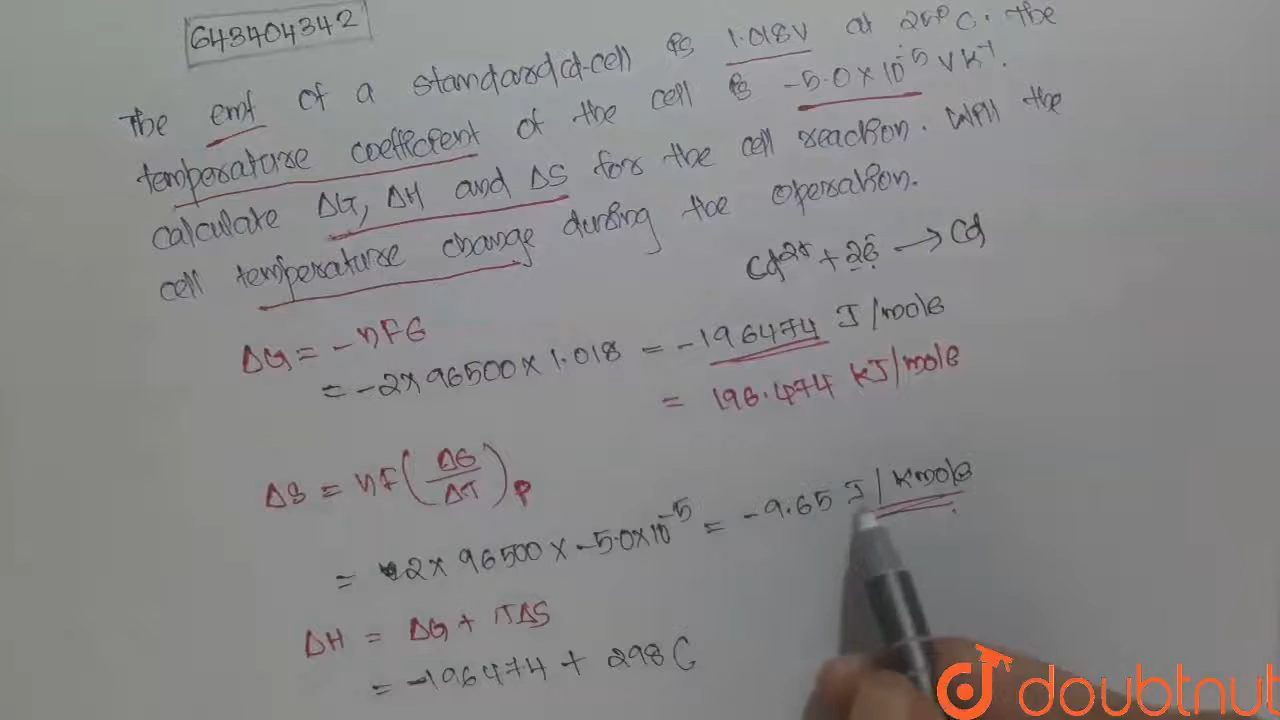 643404342
The emf of a standard cd-cell is 1.018V at 25° C. The
temperature coefficient of the cell is -5.0 × 10⁻⁵ V K⁻¹.
calculate ΔG, ΔH and ΔS for the cell reaction. Will the
cell temperature change during the operation.
Cd²⁺ + 2ē → Cd
ΔG = - nFE
= -2 × 96500 × 1.018 = -196474 J/mole
= 196.474 KJ/mole
ΔS = nF(ΔE/ΔT)P
= 2 × 96500 × -5.0×10⁻⁵ = -9.65 J/Kmole
ΔH = ΔG + TΔS
= -196474 + 298 (
doubtnut